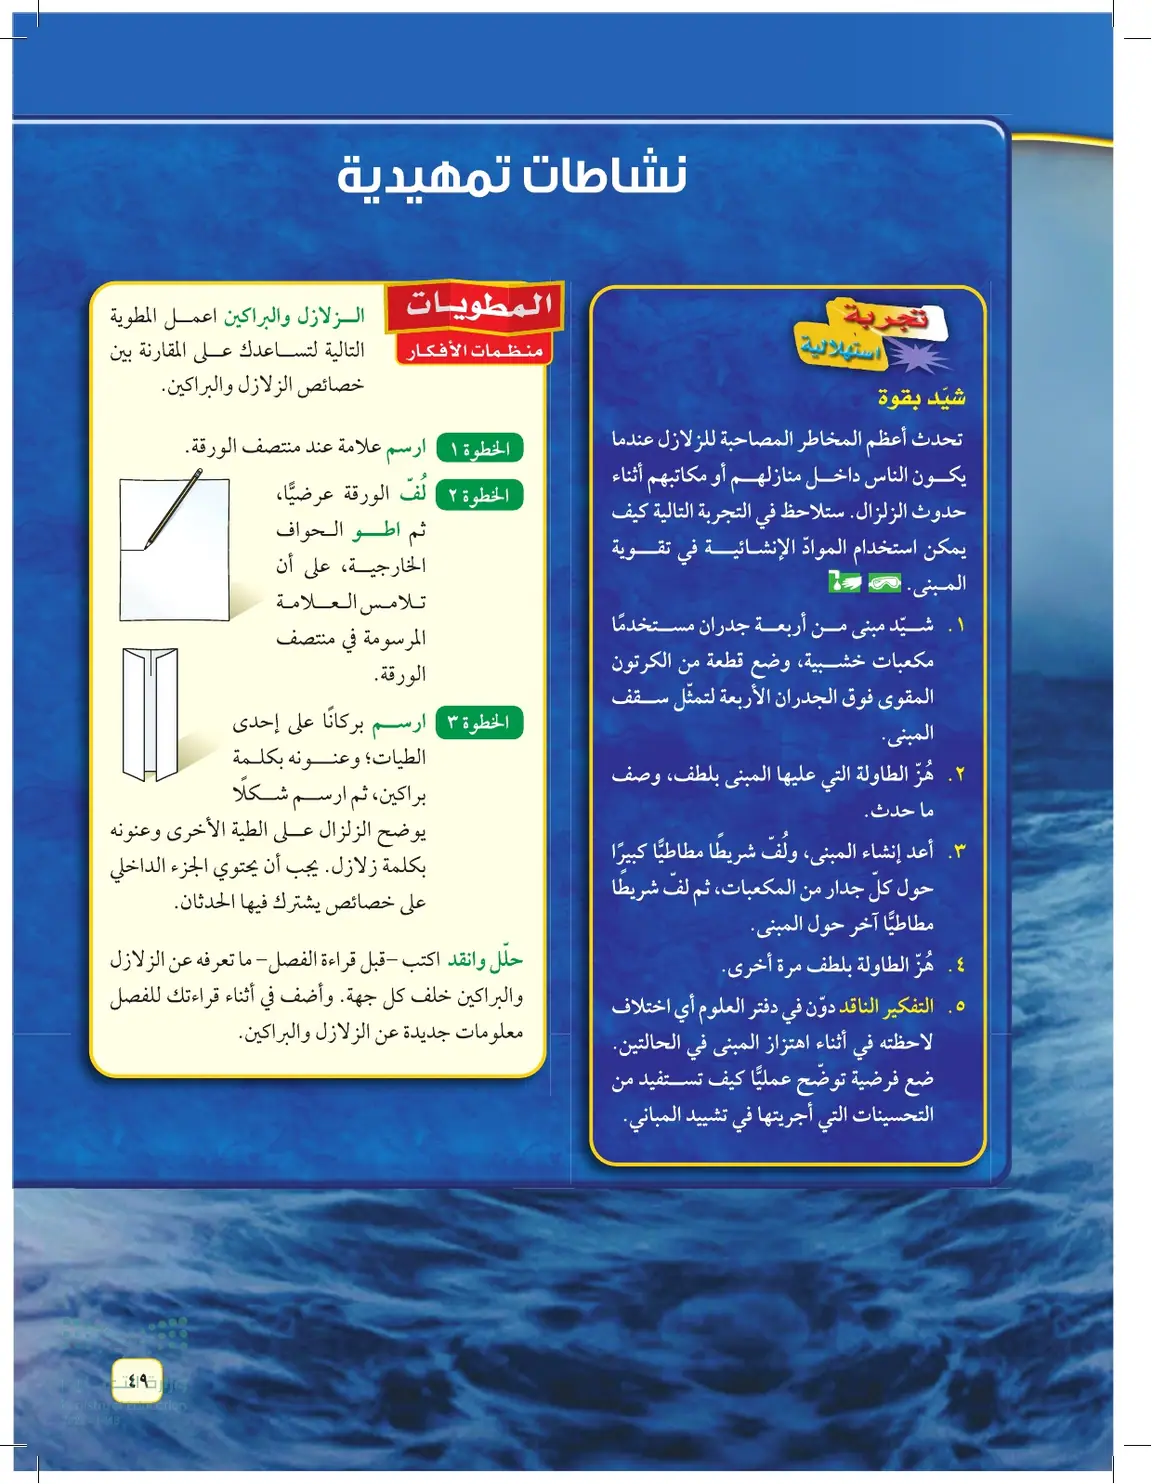 نشاطات تمهيدية
تجربة
استهلالية
شيّد بقوة
تحدث أعظم المخاطر المصاحبة للزلازل عندما
يكون الناس داخل منازلهم أو مكاتبهم أثناء
حدوث الزلزال. ستلاحظ في التجربة التالية كيف
يمكن استخدام الموادّ الإنشائية في تقوية
المبنى.
١. شيّد مبنى من أربعة جدران مستخدمًا
مكعبات خشبية، وضع قطعة من الكرتون
المقوى فوق الجدران الأربعة لتمثّل سقف
المبنى.
٢. هُزّ الطاولة التي عليها المبنى بلطف، وصف
ما حدث.
٣. أعد إنشاء المبنى، ولُفّ شريطًا مطاطيًّا كبيرًا
حول كلّ جدار من المكعبات، ثم لفّ شريطًا
مطاطيًّا آخر حول المبنى.
٤. هُزّ الطاولة بلطف مرة أخرى.
٥. التفكير الناقد دوّن في دفتر العلوم أي اختلاف
لاحظته في أثناء اهتزاز المبنى في الحالتين.
ضع فرضية توضّح عمليًّا كيف تستفيد من
التحسينات التي أجريتها في تشييد المباني.
المطويات
منظمات الأفكار
الزلازل والبراكين اعمل المطوية
التالية لتساعدك على المقارنة بين
خصائص الزلازل والبراكين.
الخطوة ١ ارسم علامة عند منتصف الورقة.
الخطوة ٢ لُفّ الورقة عرضيًّا،
ثم اطو الحواف
الخارجية، على أن
تلامس العلامة
المرسومة في منتصف
الورقة.
الخطوة ٣ ارسم بركانًا على إحدى
الطيات؛ وعنونه بكلمة
براكين، ثم ارسم شكلًا
يوضح الزلزال على الطية الأخرى وعنونه
بكلمة زلازل. يجب أن يحتوي الجزء الداخلي
على خصائص يشترك فيها الحدثان.
حلّل وانقد اكتب –قبل قراءة الفصل– ما تعرفه عن الزلازل
والبراكين خلف كل جهة. وأضف في أثناء قراءتك للفصل
معلومات جديدة عن الزلازل والبراكين.
٤٩